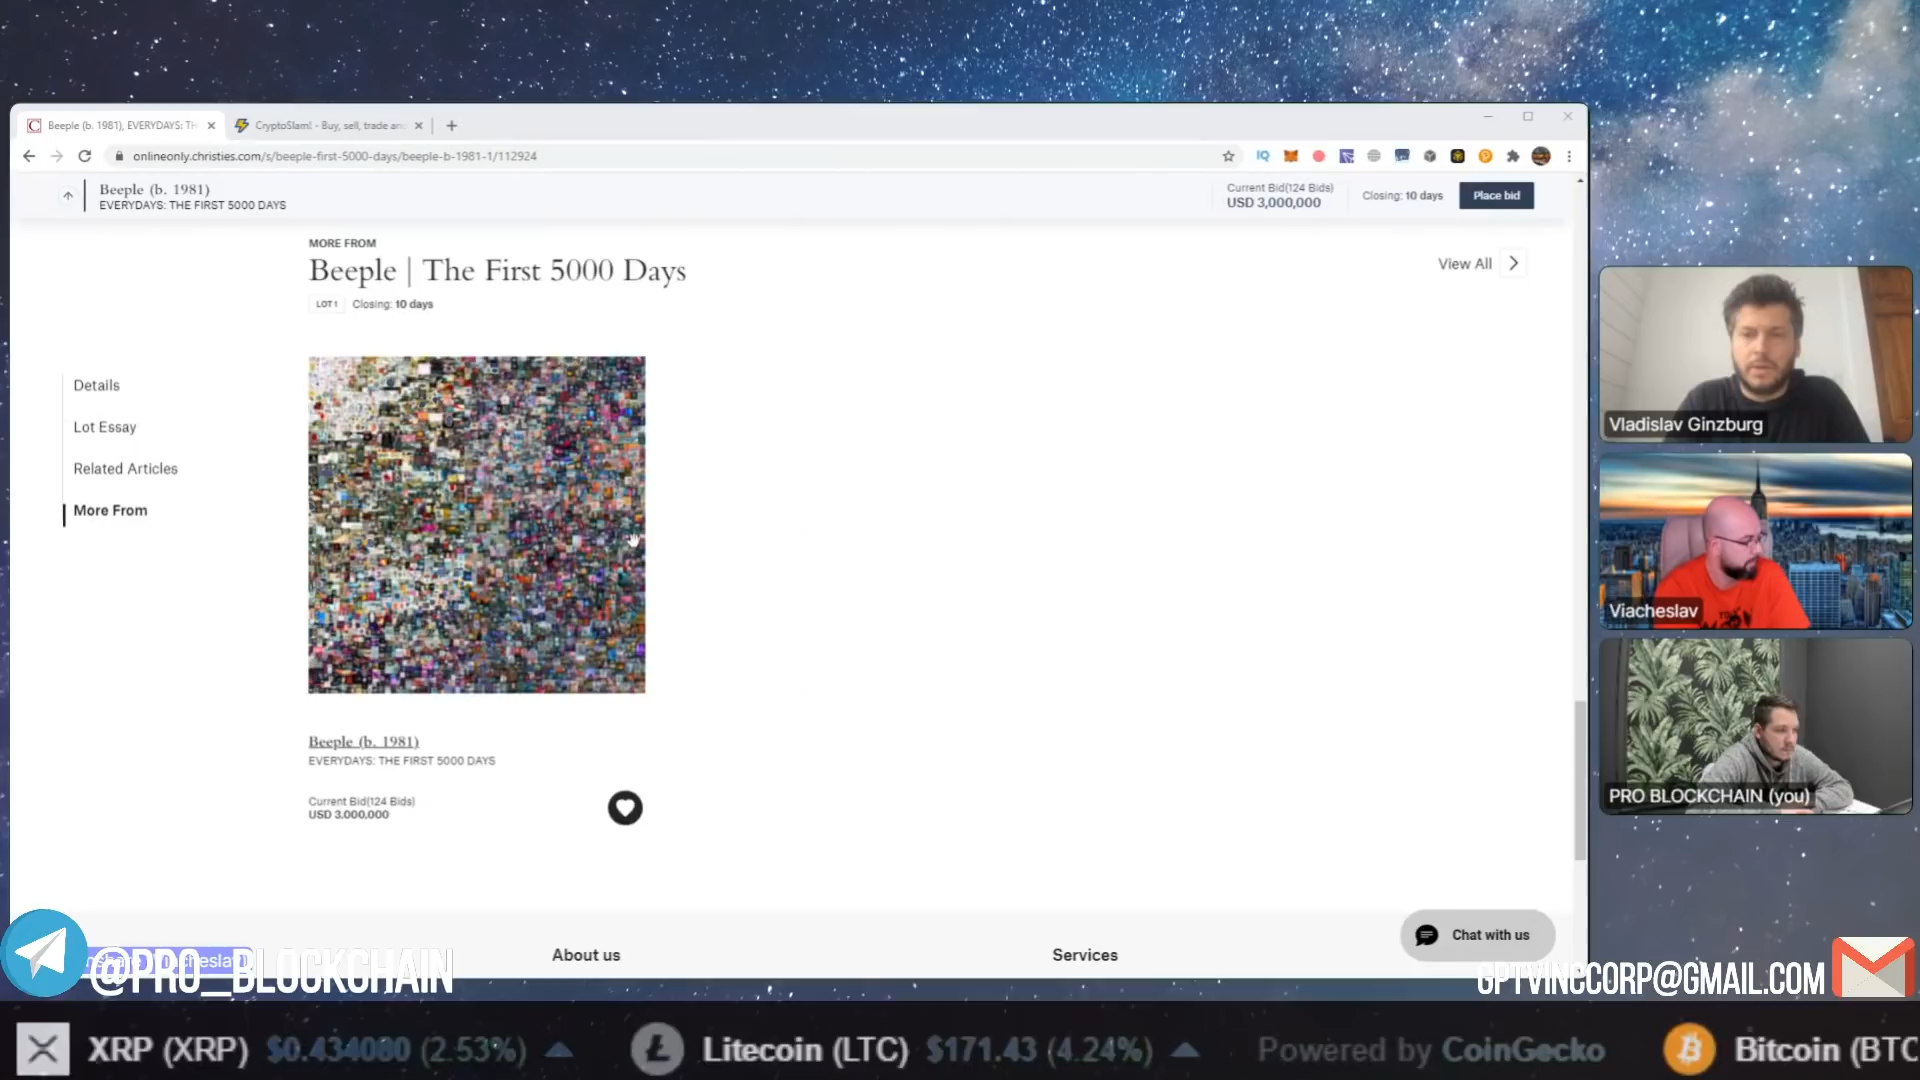 Beeple (b. 1981), EVERYDAYS: TH
CryptoSlam! - Buy, sell, trade and
onlineonly.christies.com/s/beeple-first-5000-days/beeple-b-1981-1/112924
Beeple (b. 1981)
EVERYDAYS: THE FIRST 5000 DAYS
Current Bid(124 Bids)
USD 3,000,000
Closing: 10 days
Place bid
MORE FROM
Beeple | The First 5000 Days
View All
LOT 1
Closing: 10 days
Details
Lot Essay
Related Articles
More From
Beeple (b. 1981)
EVERYDAYS: THE FIRST 5000 DAYS
Current Bid(124 Bids)
USD 3,000,000
Vladislav Ginzburg
Viacheslav
PRO BLOCKCHAIN (you)
About us
Services
Chat with us
@PRO_BLOCKCHAIN
GPTVINCCORP@GMAIL.COM
XRP (XRP) $0.434080 (2.53%)
Litecoin (LTC) $171.43 (4.24%)
Powered by CoinGecko
Bitcoin (BTC